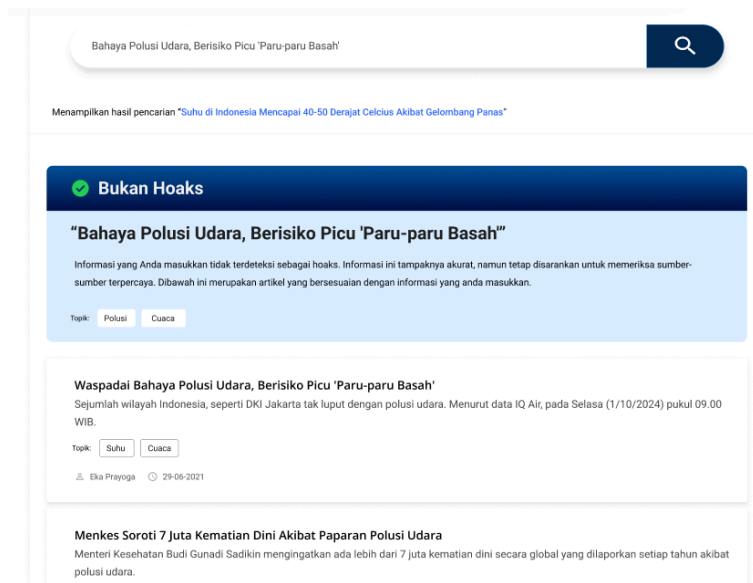 Bahaya Polusi Udara, Berisiko Picu 'Paru-paru Basah'
Menampilkan hasil pencarian "Suhu di Indonesia Mencapai 40-50 Derajat Celcius Akibat Gelombang Panas"
Bukan Hoaks
“Bahaya Polusi Udara, Berisiko Picu 'Paru-paru Basah'”
Informasi yang Anda masukkan tidak terdeteksi sebagai hoaks. Informasi ini tampaknya akurat, namun tetap disarankan untuk memeriksa sumber-
sumber terpercaya. Dibawah ini merupakan artikel yang bersesuaian dengan informasi yang anda masukkan.
Topik: Polusi Cuaca
Waspadai Bahaya Polusi Udara, Berisiko Picu 'Paru-paru Basah'
Sejumlah wilayah Indonesia, seperti DKI Jakarta tak luput dengan polusi udara. Menurut data IQ Air, pada Selasa (1/10/2024) pukul 09.00
WIB.
Topik: Suhu Cuaca
Eka Prayoga 29-06-2021
Menkes Soroti 7 Juta Kematian Dini Akibat Paparan Polusi Udara
Menteri Kesehatan Budi Gunadi Sadikin mengingatkan ada lebih dari 7 juta kematian dini secara global yang dilaporkan setiap tahun akibat
polusi udara.